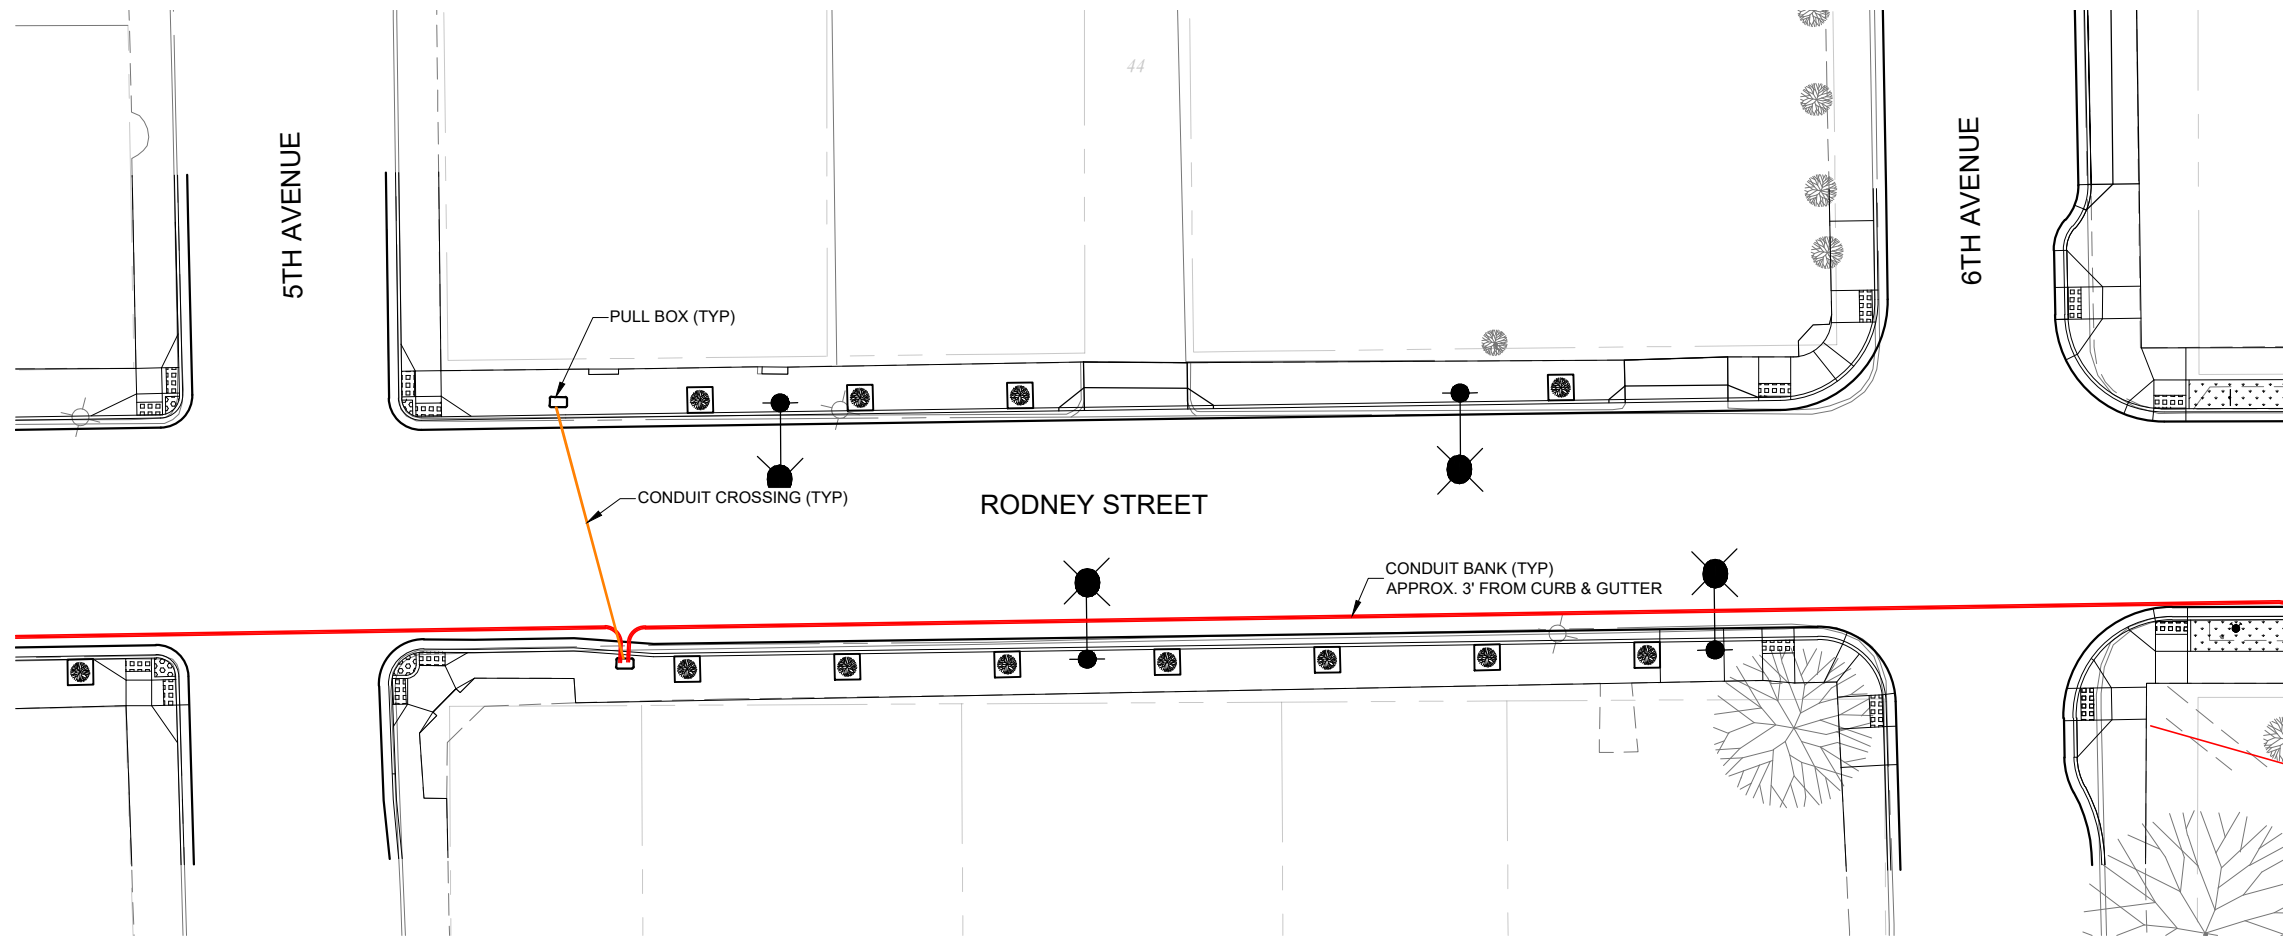 44
5TH AVENUE
6TH AVENUE
PULL BOX (TYP)
CONDUIT CROSSING (TYP)
RODNEY STREET
CONDUIT BANK (TYP)
APPROX. 3' FROM CURB & GUTTER